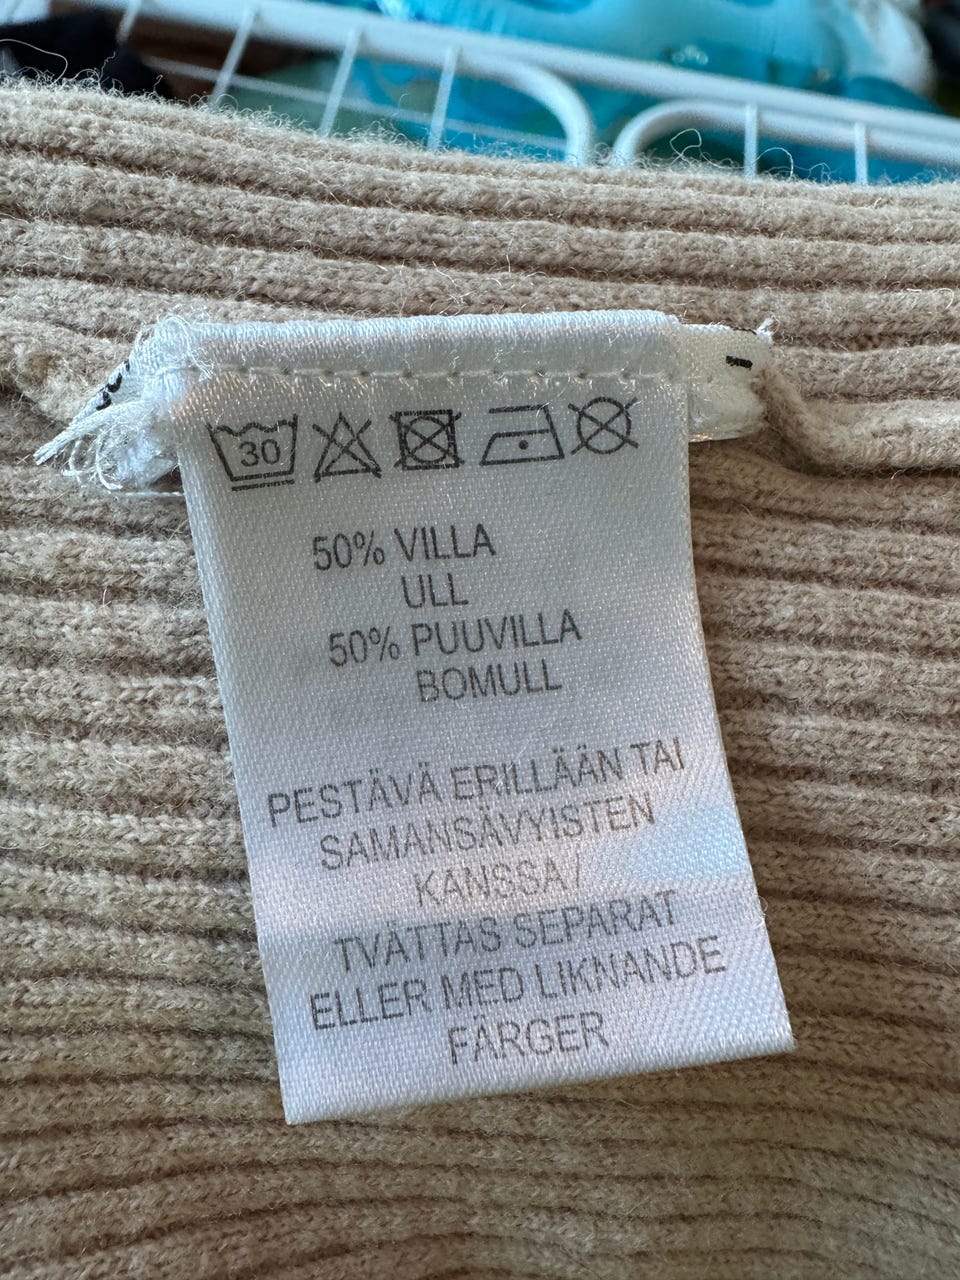 30
50% VILLA
ULL
50% PUUVILLA
BOMULL
PESTÄVÄ ERILLÄÄN TAI
SAMANSÄVYISTEN
KANSSA /
TVÄTTAS SEPARAT
ELLER MED LIKNANDE
FÄRGER